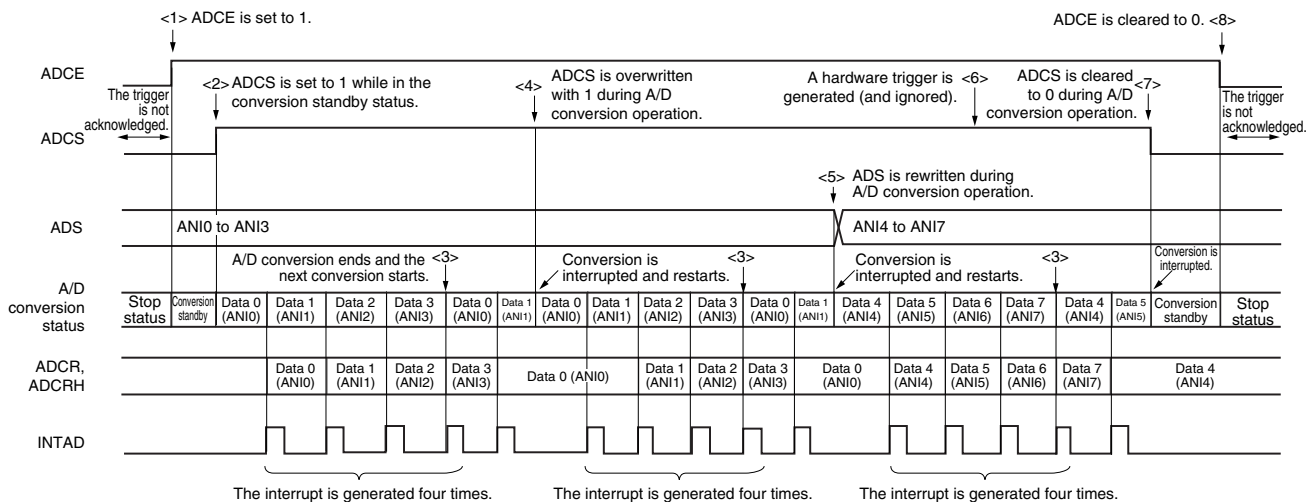 <1> ADCE is set to 1.
ADCE is cleared to 0. <8>
ADCE
The trigger
is not
acknowledged.
<2> ADCS is set to 1 while in the
conversion standby status.
<4> ADCS is overwritten
with 1 during A/D
conversion operation.
A hardware trigger is
generated (and ignored).
<6>
ADCS is cleared
to 0 during A/D
conversion operation.
<7>
The trigger
is not
acknowledged.
ADCS
<5> ADS is rewritten during
A/D conversion operation.
ADS
ANI0 to ANI3
ANI4 to ANI7
A/D conversion ends and the
next conversion starts.
<3>
Conversion is
interrupted and restarts.
<3>
Conversion is
interrupted and restarts.
<3>
Conversion is
interrupted.
A/D
conversion
status
Stop
status
Conversion
standby
Data 0
(ANI0)
Data 1
(ANI1)
Data 2
(ANI2)
Data 3
(ANI3)
Data 0
(ANI0)
Data 1
(ANI1)
Data 0
(ANI0)
Data 1
(ANI1)
Data 2
(ANI2)
Data 3
(ANI3)
Data 0
(ANI0)
Data 1
(ANI1)
Data 4
(ANI4)
Data 5
(ANI5)
Data 6
(ANI6)
Data 7
(ANI7)
Data 4
(ANI4)
Data 5
(ANI5)
Conversion
standby
Stop
status
ADCR,
ADCRH
Data 0
(ANI0)
Data 1
(ANI1)
Data 2
(ANI2)
Data 3
(ANI3)
Data 0 (ANI0)
Data 1
(ANI1)
Data 2
(ANI2)
Data 3
(ANI3)
Data 0
(ANI0)
Data 4
(ANI4)
Data 5
(ANI5)
Data 6
(ANI6)
Data 7
(ANI7)
Data 4
(ANI4)
INTAD
The interrupt is generated four times.
The interrupt is generated four times.
The interrupt is generated four times.